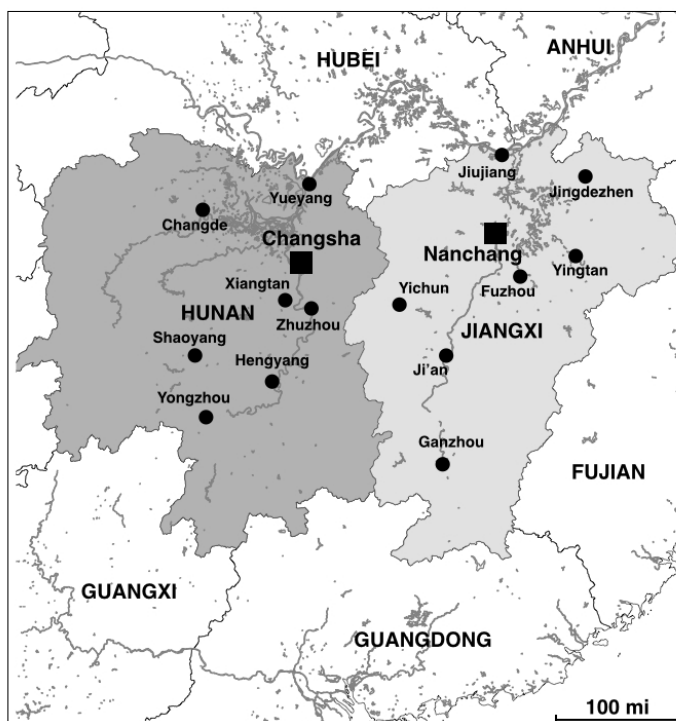 HUBEI
ANHUI
Jiujiang
Jingdezhen
Yueyang
Changde
Changsha
Nanchang
Yingtan
Xiangtan
Yichun
Fuzhou
HUNAN
Zhuzhou
JIANGXI
Shaoyang
Hengyang
Ji'an
Yongzhou
Ganzhou
FUJIAN
GUANGXI
GUANGDONG
100 mi